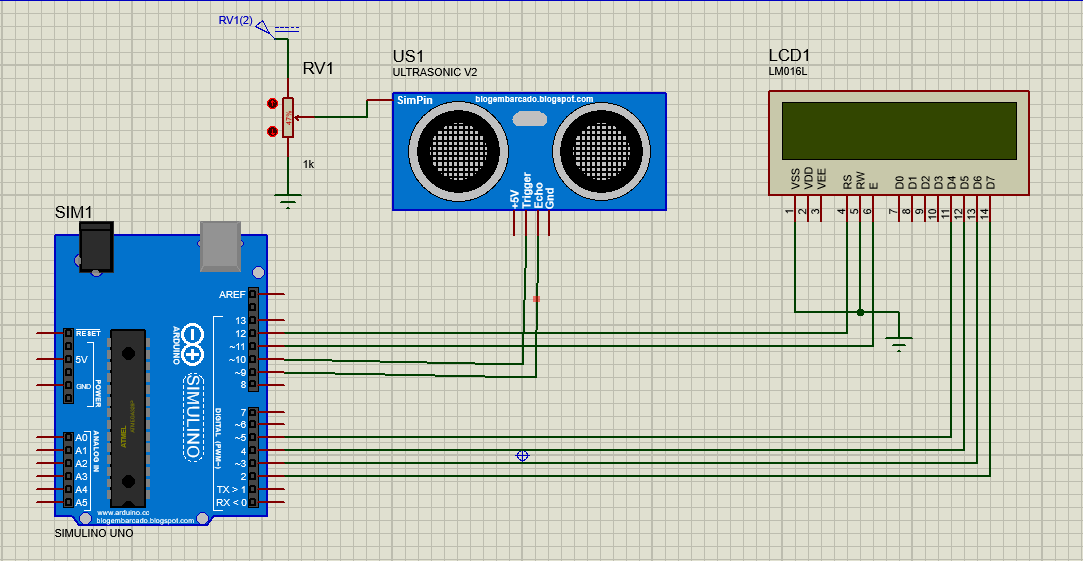 RV1(2)
RV1
47%
1k
US1
ULTRASONIC V2
SimPin
blogembarcado.blogspot.com
+5V
Trigger
Echo
Gnd
LCD1
LM016L
VSS
VDD
VEE
RS
RW
E
D0
D1
D2
D3
D4
D5
D6
D7
1
2
3
4
5
6
7
8
9
10
11
12
13
14
SIM1
AREF
13
12
~11
~10
~9
8
7
~6
~5
4
~3
2
TX > 1
RX < 0
RESET
5V
GND
POWER
A0
A1
A2
A3
A4
A5
ANALOG IN
ATMEL
ARDUINO
SIMULINO
DIGITAL (PWM~)
www.arduino.cc
blogembarcado.blogspot.com
SIMULINO UNO